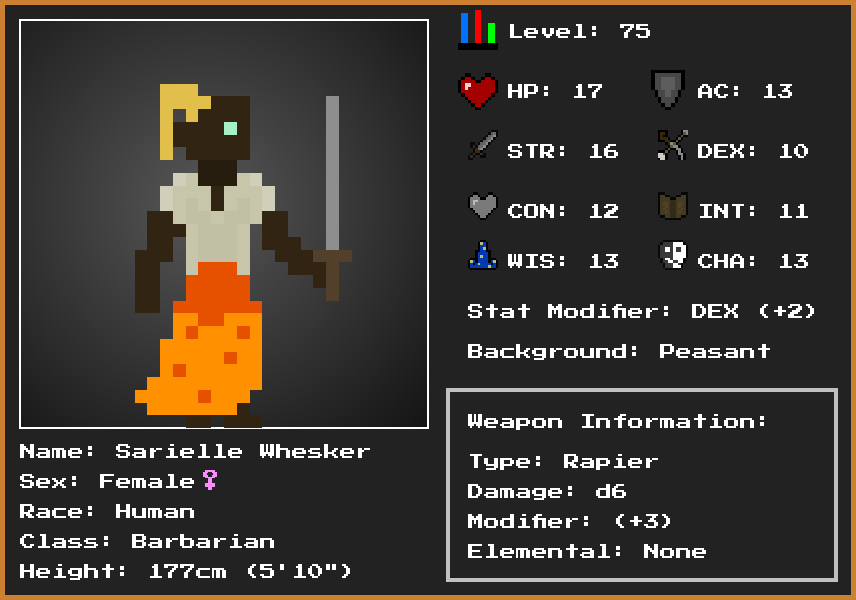 Level: 75
HP: 17 AC: 13
STR: 16 DEX: 10
CON: 12 INT: 11
WIS: 13 CHA: 13
Stat Modifier: DEX (+2)
Background: Peasant
Weapon Information:
Type: Rapier
Damage: d6
Modifier: (+3)
Elemental: None
Name: Sarielle Whesker
Sex: Female♀
Race: Human
Class: Barbarian
Height: 177cm (5'10")